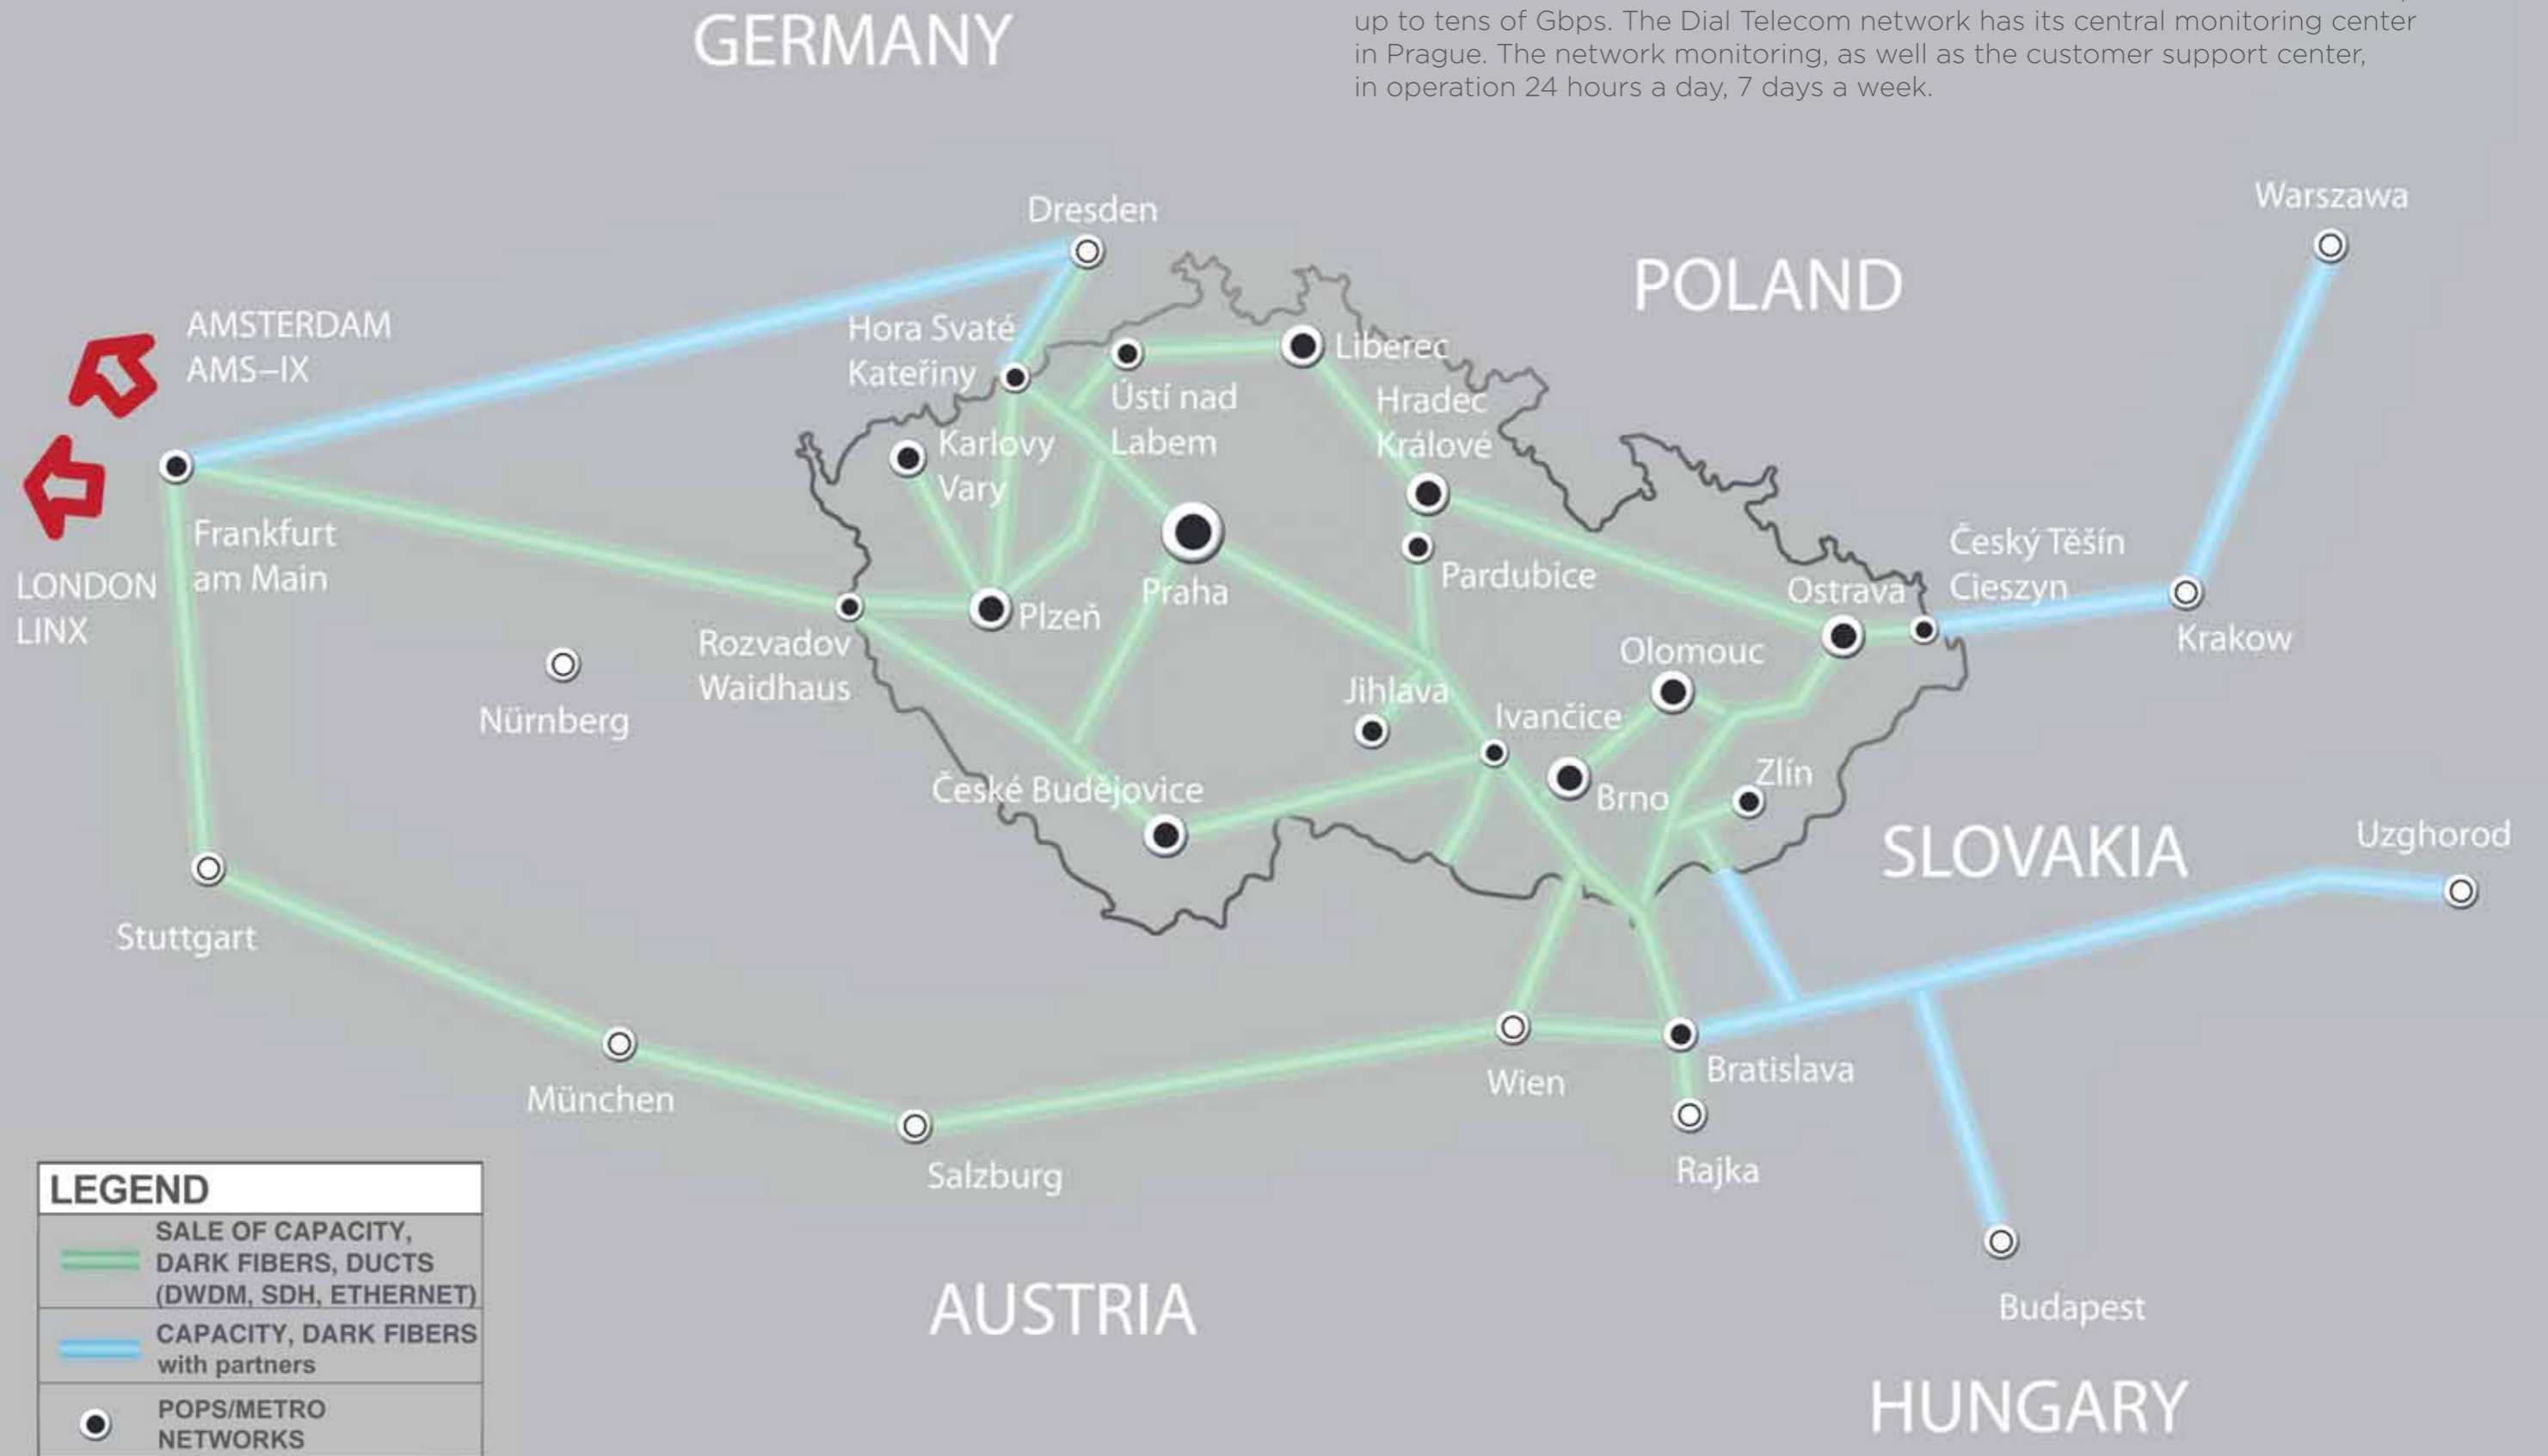 GERMANY
up to tens of Gbps. The Dial Telecom network has its central monitoring center
in Prague. The network monitoring, as well as the customer support center,
in operation 24 hours a day, 7 days a week.
Dresden
Warszawa
POLAND
AMSTERDAM
AMS–IX
Hora Svaté
Kateřiny
Liberec
Ústí nad
Labem
Hradec
Králové
Karlovy
Vary
Frankfurt
am Main
LONDON
LINX
Praha
Pardubice
Český Těšín
Cieszyn
Ostrava
Krakow
Plzeň
Rozvadov
Waidhaus
Nürnberg
Olomouc
Jihlava
Ivančice
České Budějovice
Brno
Zlín
SLOVAKIA
Uzghorod
Stuttgart
München
Salzburg
Wien
Bratislava
Rajka
Budapest
AUSTRIA
HUNGARY
LEGEND
SALE OF CAPACITY,
DARK FIBERS, DUCTS
(DWDM, SDH, ETHERNET)
CAPACITY, DARK FIBERS
with partners
POPS/METRO
NETWORKS